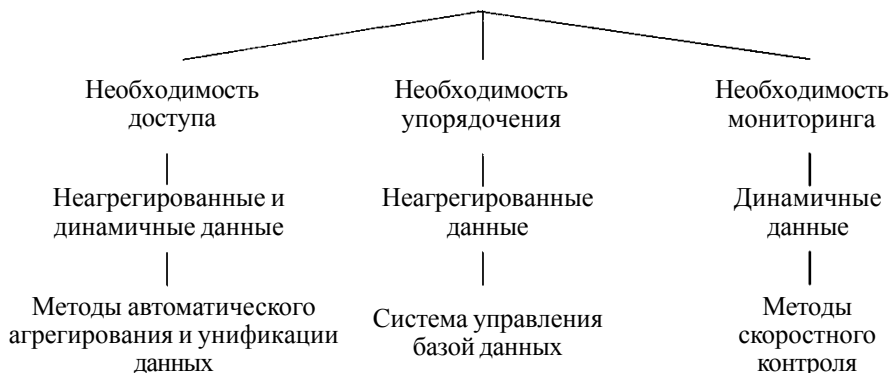 Необходимость
доступа
Необходимость
упорядочения
Необходимость
мониторинга
Неагрегированные и
динамичные данные
Неагрегированные
данные
Динамичные
данные
Методы автоматического
агрегирования и унификации
данных
Система управления
базой данных
Методы
скоростного
контроля